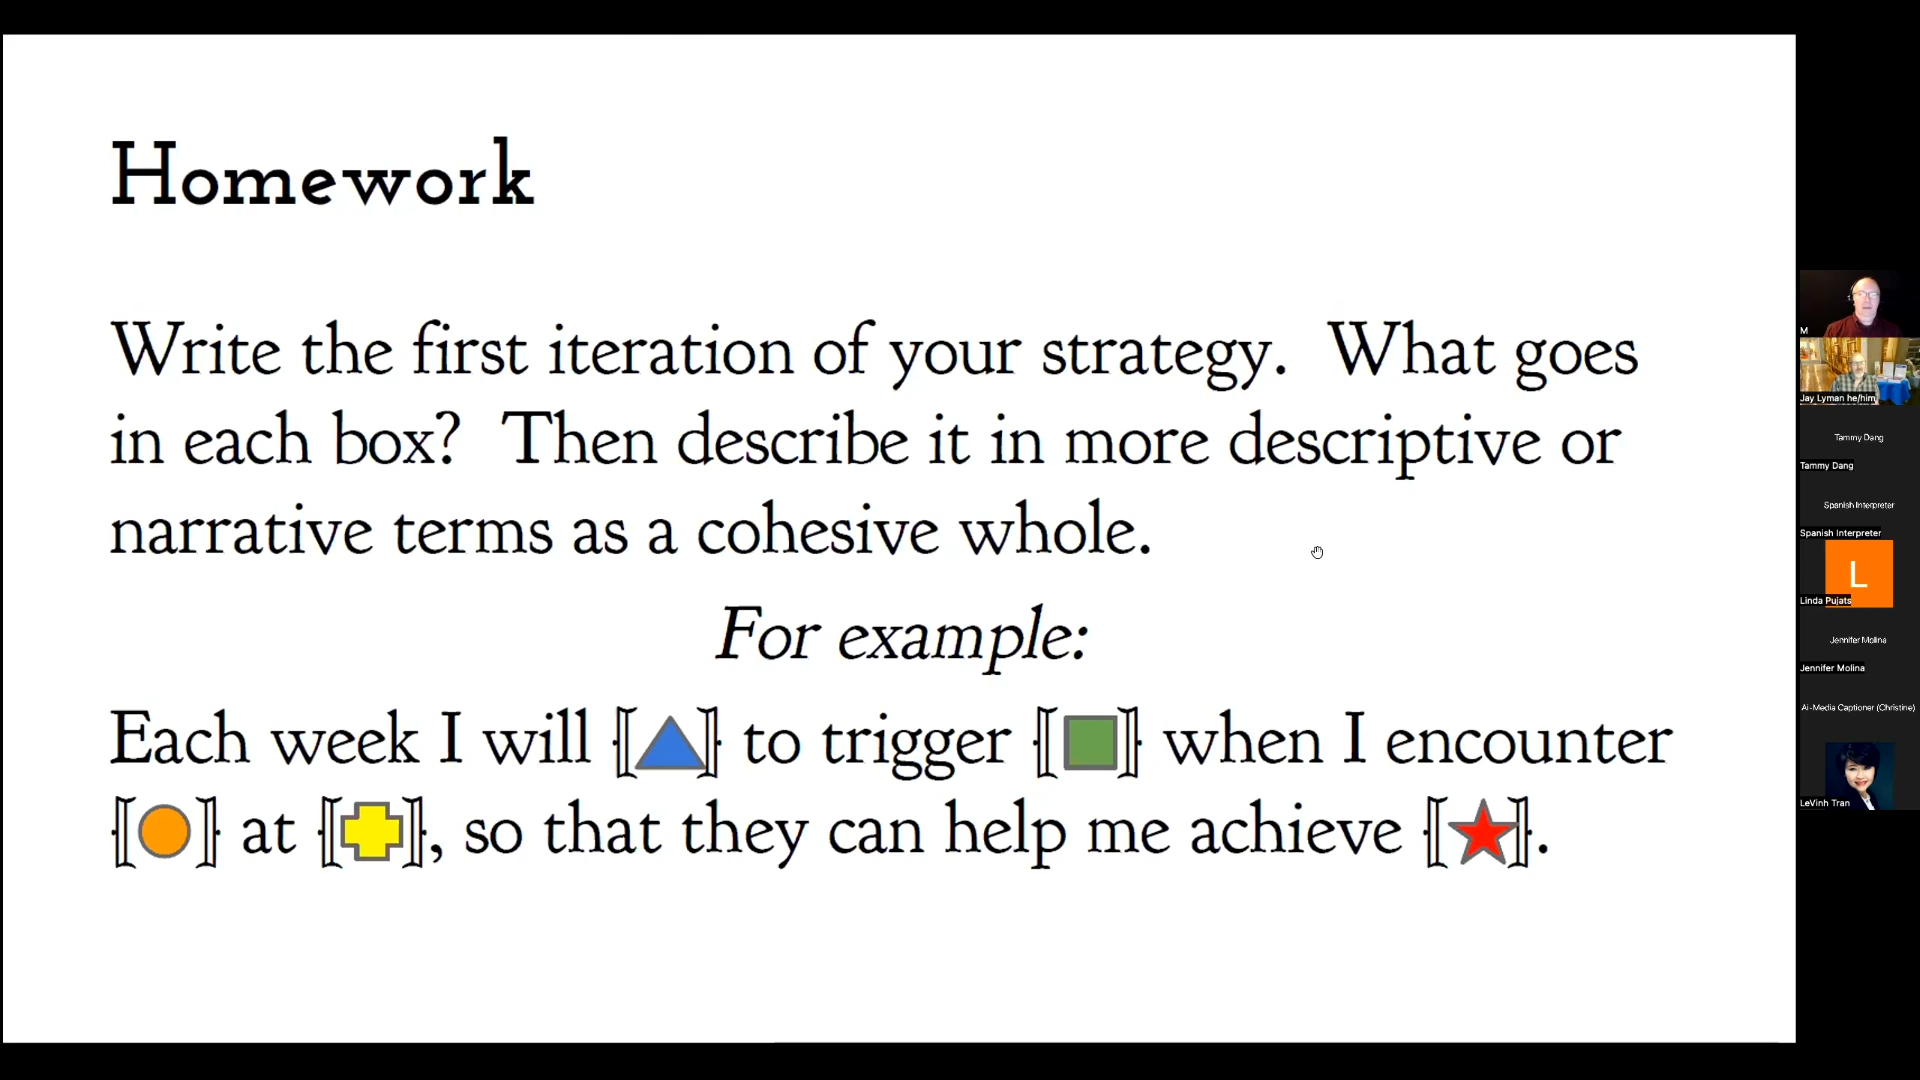 Homework
Write the first iteration of your strategy. What goes
in each box? Then describe it in more descriptive or
narrative terms as a cohesive whole.
For example:
Each week I will {[ ]} to trigger {[ ]} when I encounter
{[ ]} at {[ ]}, so that they can help me achieve {[ ]}.
M
Jay Lyman he/him
Tammy Dang
Tammy Dang
Spanish Interpreter
Spanish Interpreter
L
Linda Pujats
Jennifer Molina
Jennifer Molina
Ai-Media Captioner (Christine)
LeVinh Tran